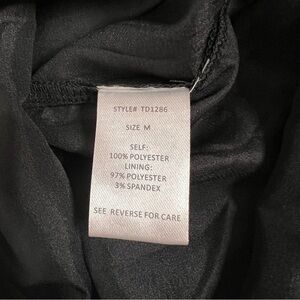 STYLE# TD1286
SIZE M
SELF:
100% POLYESTER
LINING:
97% POLYESTER
3% SPANDEX
SEE REVERSE FOR CARE